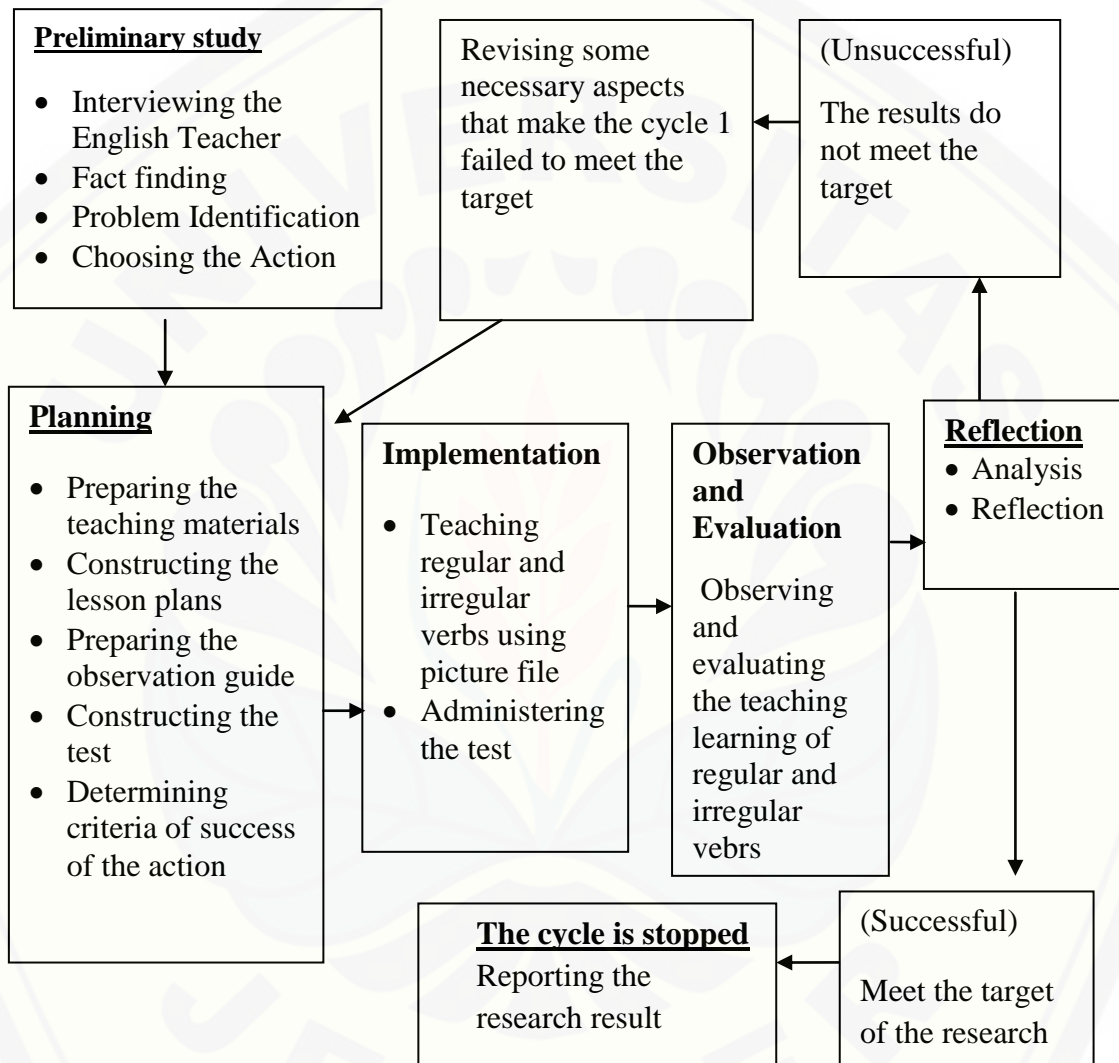 Preliminary study
• Interviewing the
English Teacher
• Fact finding
• Problem Identification
• Choosing the Action
Revising some
necessary aspects
that make the cycle 1
failed to meet the
target
(Unsuccessful)
The results do
not meet the
target
Planning
• Preparing the
teaching materials
• Constructing the
lesson plans
• Preparing the
observation guide
• Constructing the
test
• Determining
criteria of success
of the action
Implementation
• Teaching
regular and
irregular
verbs using
picture file
• Administering
the test
Observation
and
Evaluation
Observing
and
evaluating
the teaching
learning of
regular and
irregular
vebrs
Reflection
• Analysis
• Reflection
The cycle is stopped
Reporting the
research result
(Successful)
Meet the target
of the research
UNIVERSITAS